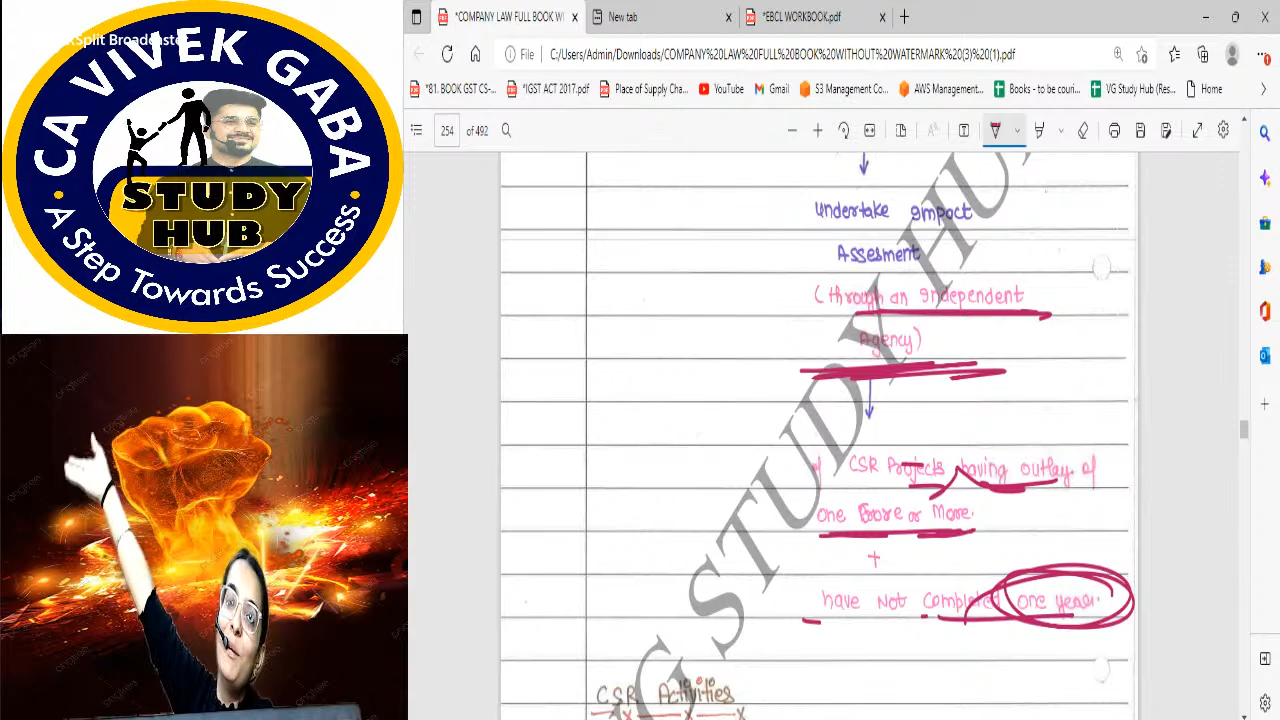 XSplit Broadcaster
CA VIVEK GABA
STUDY
HUB
• A Step Towards Success •
*COMPANY LAW FULL BOOK WI
New tab
*EBCL WORKBOOK.pdf
File
C:/Users/Admin/Downloads/COMPANY%20LAW%20FULL%20BOOK%20WITHOUT%20WATERMARK%20(3)%20(1).pdf
*81. BOOK GST CS-...
*IGST ACT 2017.pdf
Place of Supply.Che...
YouTube
Gmail
S3 Management Co...
AWS Management...
Books - to be couri...
VG Study Hub (Res...
Home
254 of 492
undertake Impact
Assesment
(through an Independent
Agency)
of CSR Projects having outlay of
one Crore or More.
+
have Not Completed one year.
CSR Activities
G STUDY HU